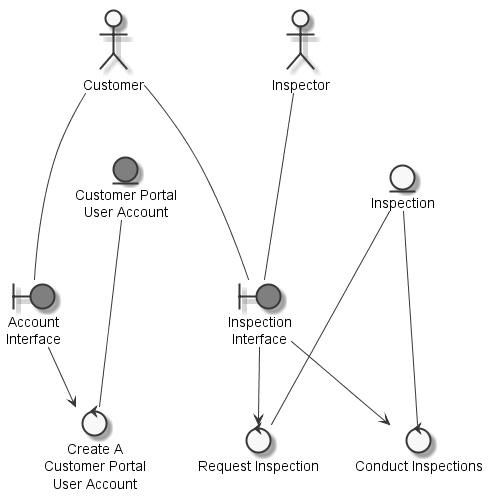 Customer
Inspector
Customer Portal
User Account
Inspection
Account
Interface
Inspection
Interface
Create A
Customer Portal
User Account
Request Inspection
Conduct Inspections